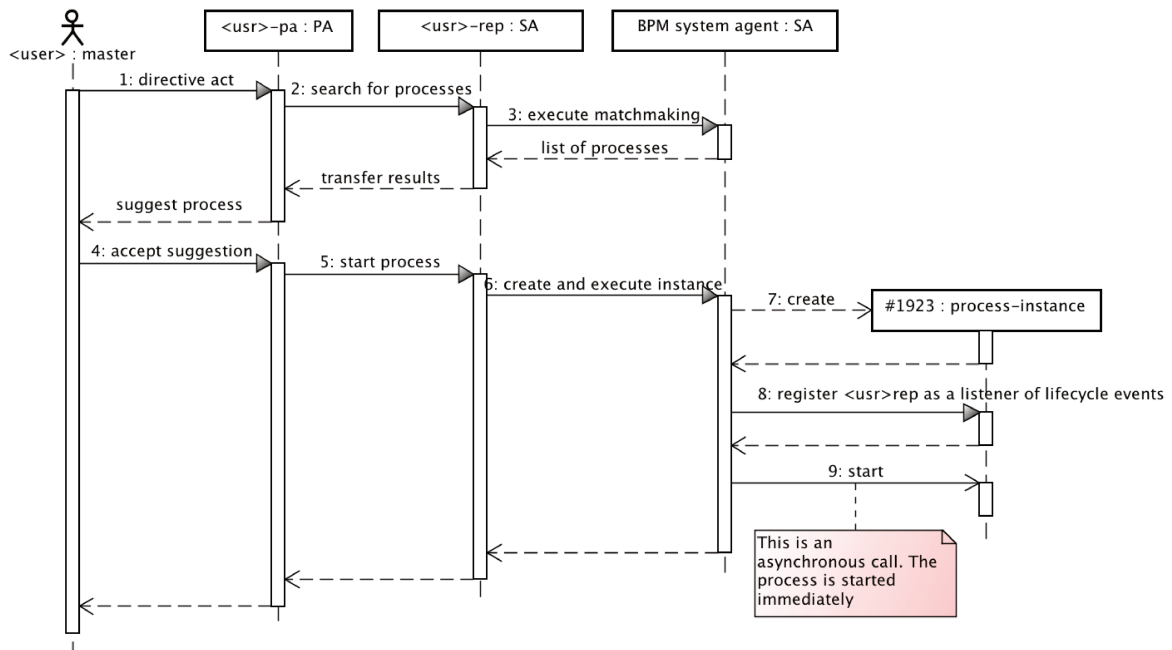 <usr>-pa : PA
<usr>-rep : SA
BPM system agent : SA
<user> : master
1: directive act
2: search for processes
3: execute matchmaking
list of processes
transfer results
suggest process
4: accept suggestion
5: start process
6: create and execute instance
7: create
#1923 : process-instance
8: register <usr>rep as a listener of lifecycle events
9: start
This is an
asynchronous call. The
process is started
immediately